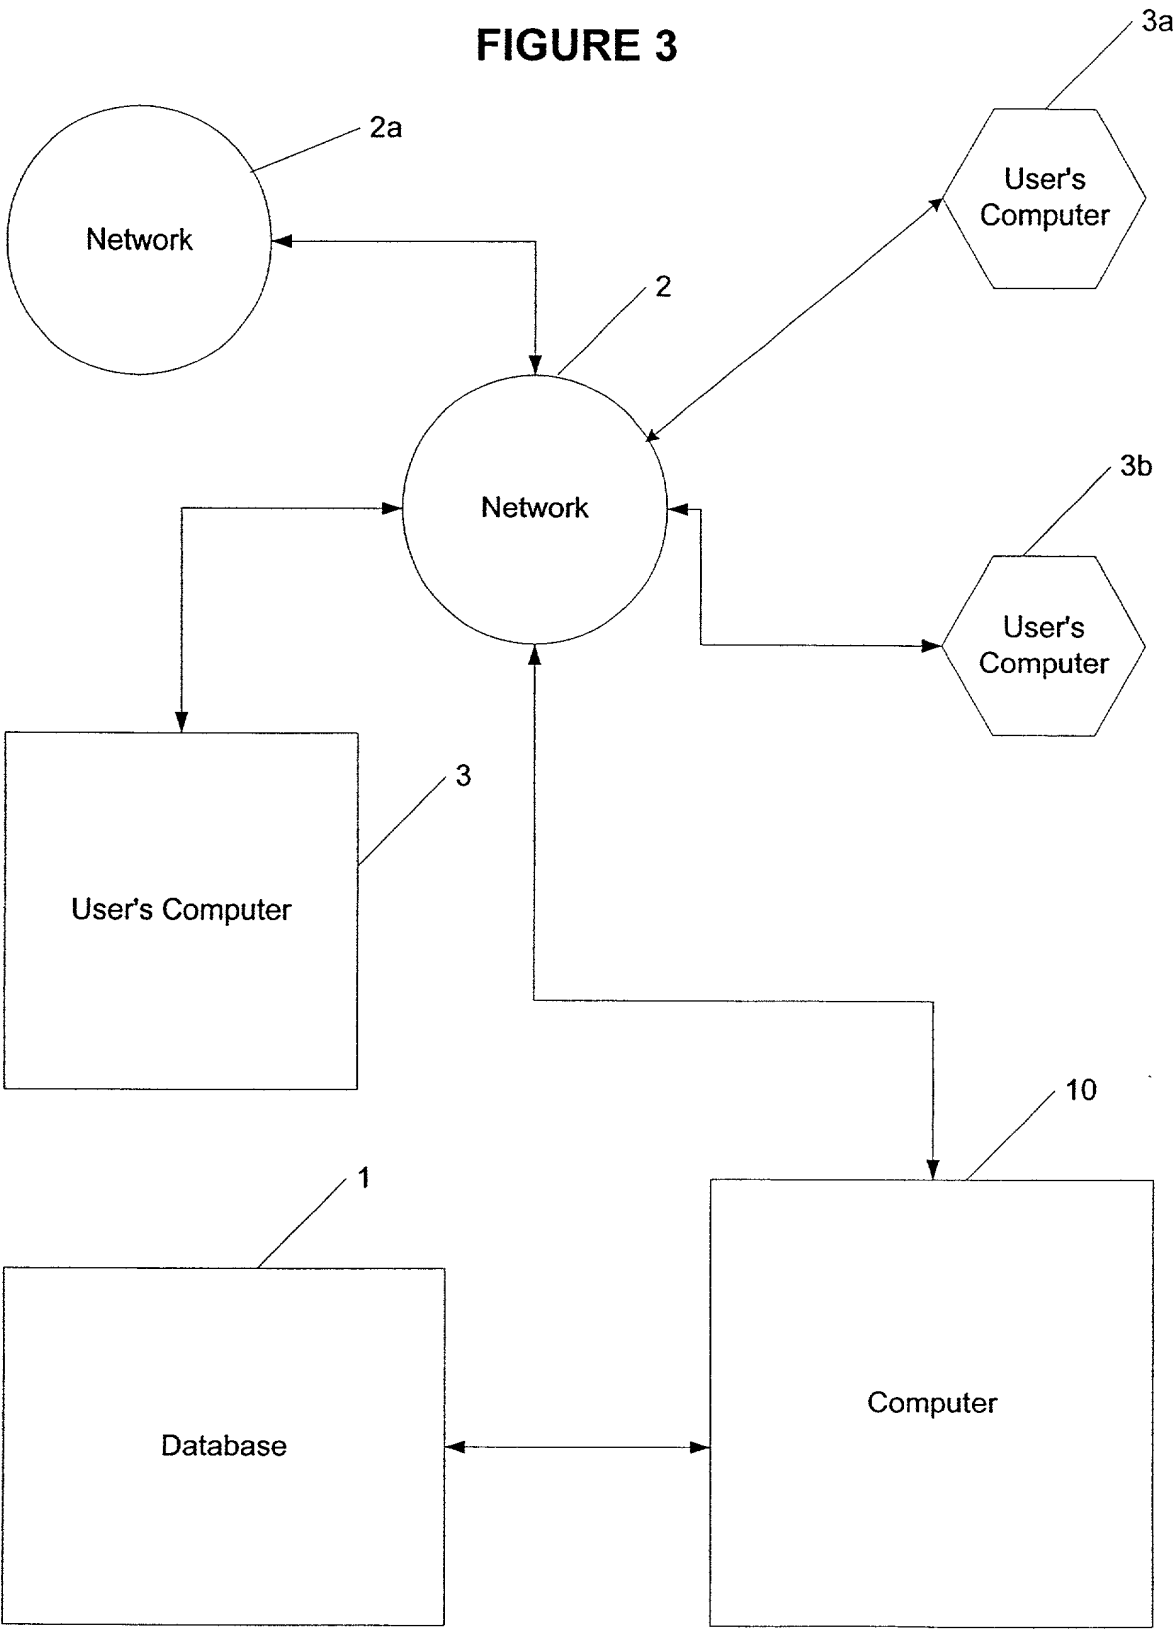 FIGURE 3
3a
2a
User's
Computer
Network
2
3b
Network
User's
Computer
3
User's Computer
10
1
Computer
Database